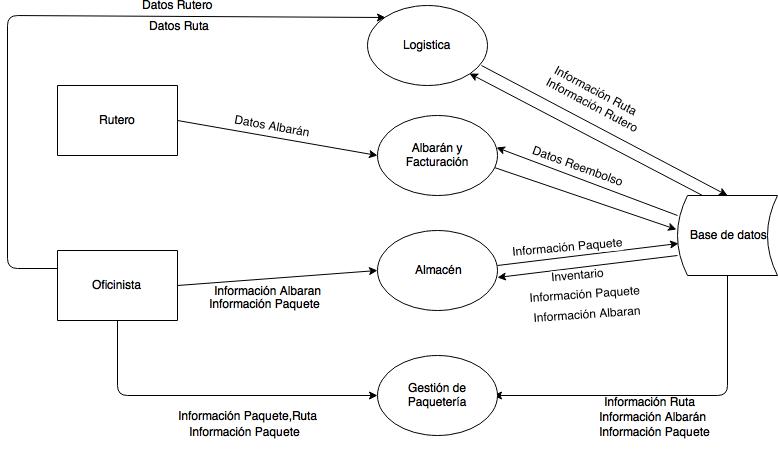 Datos Rutero
Datos Ruta
Logistica
Información Ruta
Información Rutero
Rutero
Datos Albarán
Albarán y
Facturación
Datos Reembolso
Base de datos
Información Paquete
Almacén
Inventario
Información Paquete
Información Albaran
Oficinista
Información Albaran
Información Paquete
Gestión de
Paquetería
Información Paquete,Ruta
Información Paquete
Información Ruta
Información Albarán
Información Paquete